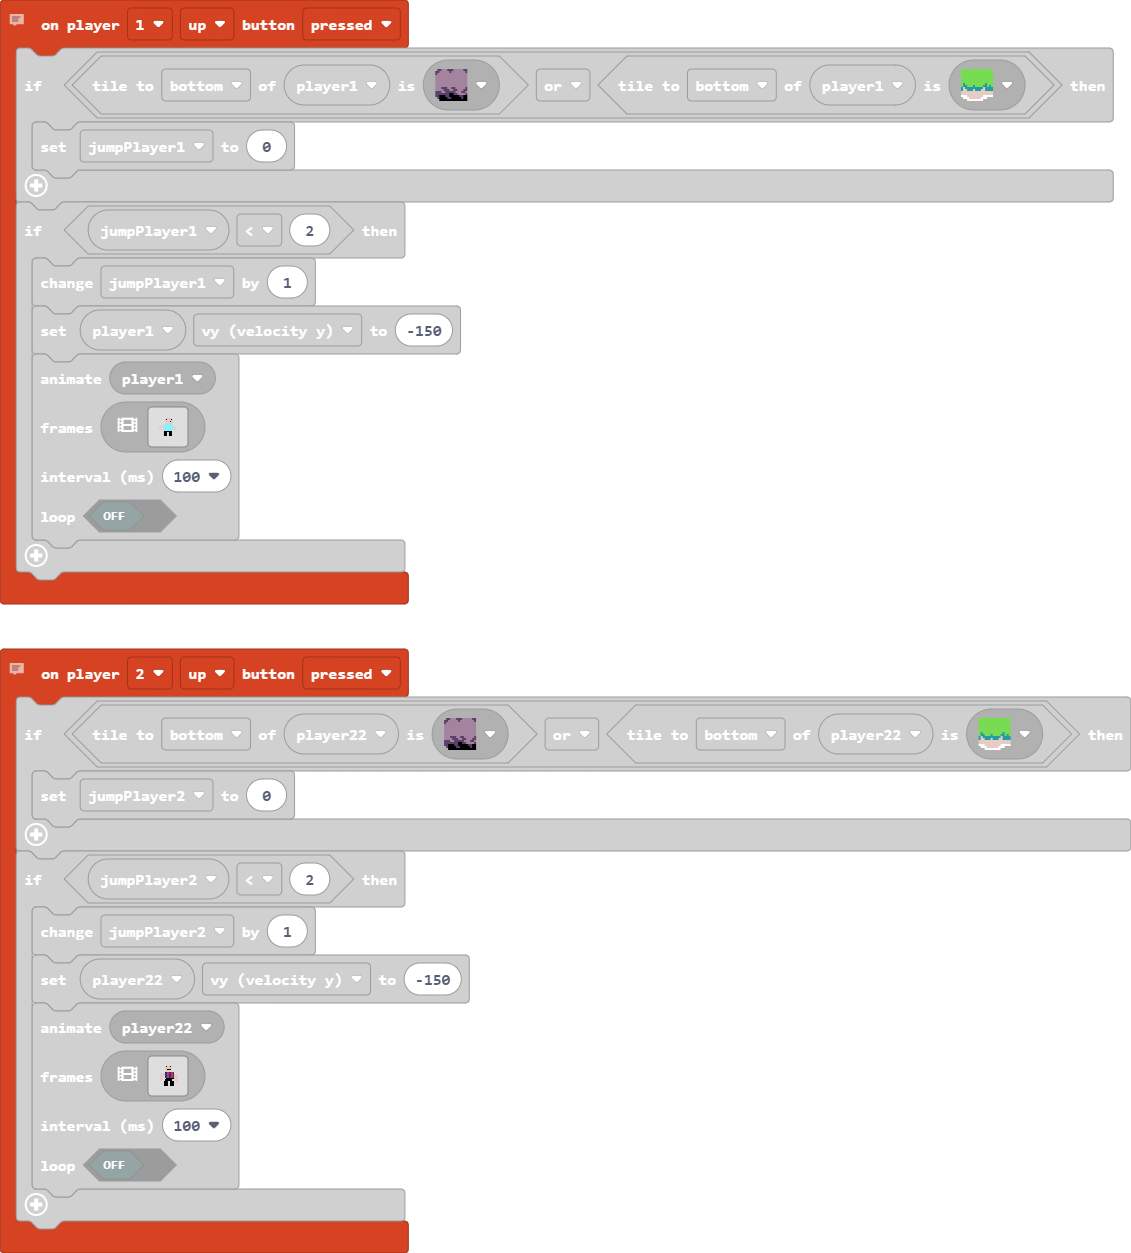 on player 1 up button pressed
if tile to bottom of player1 is or tile to bottom of player1 is then
set jumpPlayer1 to 0
if jumpPlayer1 < 2 then
change jumpPlayer1 by 1
set player1 vy (velocity y) to -150
animate player1
frames
interval (ms) 100
loop OFF
on player 2 up button pressed
if tile to bottom of player22 is or tile to bottom of player22 is then
set jumpPlayer2 to 0
if jumpPlayer2 < 2 then
change jumpPlayer2 by 1
set player22 vy (velocity y) to -150
animate player22
frames
interval (ms) 100
loop OFF